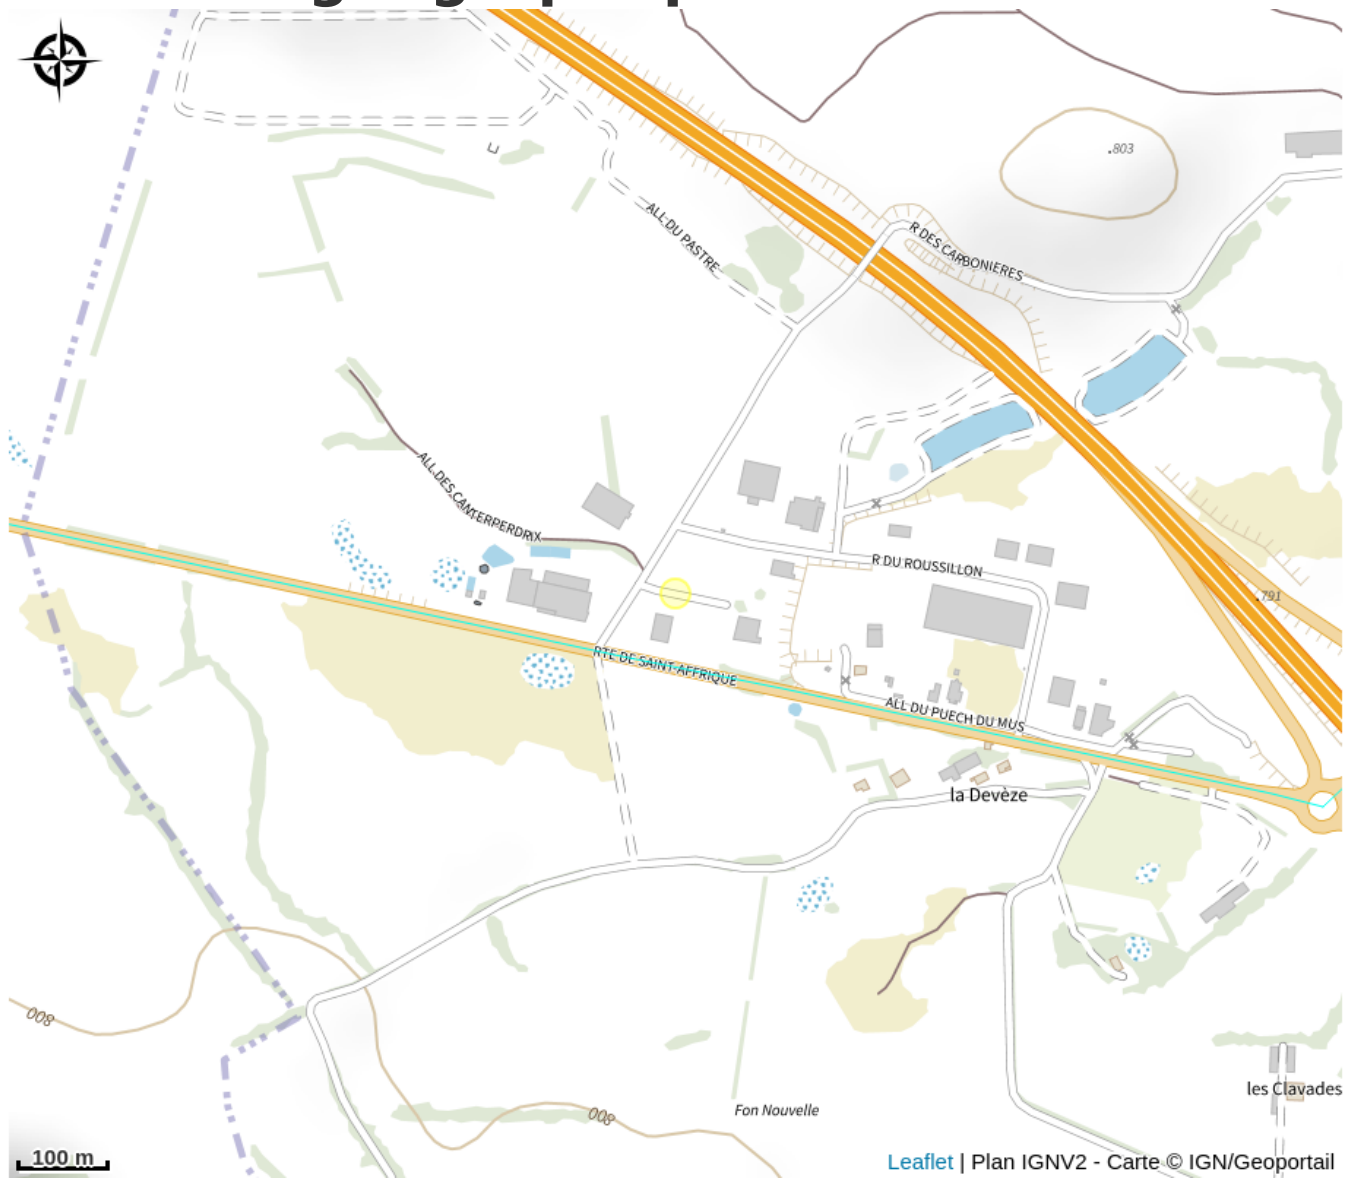 .803
R DES CARBONIERES
ALL DU PASTRE
ALL DES CANTERPERDRIX
R DU ROUSSILLON
.791
RTE DE SAINT-AFFRIQUE
ALL DU PUECH DU MUS
la Devèze
800
les Clavades
800
Fon Nouvelle
100 m
Leaflet | Plan IGNV2 - Carte © IGN/Geoportail